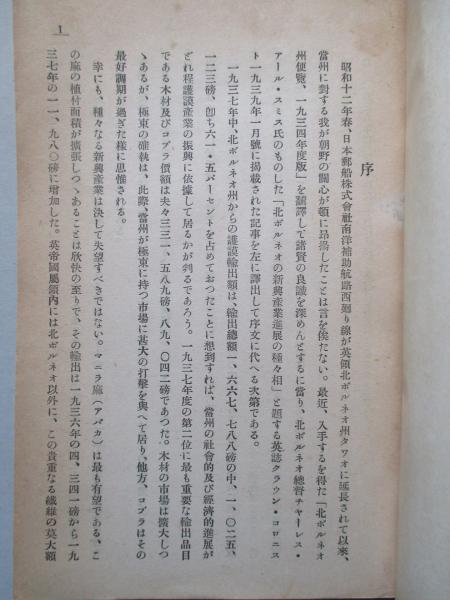 1
序
昭和十二年春、日本郵船株式會社南洋補助航路西廻り線が英領北ボルネオ州タワオに延長されて以來、
當州に對する我が朝野の關心が頓に昂揚したことは言を俟たない。最近、入手するを得た「北ボルネオ
州便覽、一九三四年度版」を飜譯して諸賢の良識を深めんとするに當り、北ボルネオ總督チャーレス・
アール・スミス氏のものした「北ボルネオの新興產業進展の種々相」と題する英誌クラウン・コロニス
ト一九三九年一月號に揭載された記事を左に譯出して序文に代へる次第である。
一九三七年中、北ボルネオ州からの護謨輸出額は、輸出總額一、六六七、七八八磅の中、一、〇二五、
一二三磅、卽ち六一・五パーセントを占めておつたことに想到すれば、當州の社會的及び經濟的進展が
どれ程護謨產業の振興に依據して居るかが判るであらう。一九三七年度の第二位に最も重要な輸出品目
である木材及びコプラ價額は夫々三三一、五八九磅、八九、〇四二磅であつた。木材の市場は擴大しつ
ゝあるが、極東の確執は、此際、當州が極東に持つ市場に甚大の打擊を與へて居り、他方、コプラはその
最好調期が過ぎた樣に思惟される。
幸にも、種々なる新興產業は決して失望すべきではない。マニラ麻（アバカ）は最も有望である、こ
の麻の植付面積が擴張しつゝあることは欣快の至りで、その輸出は一九三六年の四、三四一磅から一九
三七年の一一、九八〇磅に增加した。英帝國屬領內には北ボルネオ以外に、この貴重なる纖維の莫大額